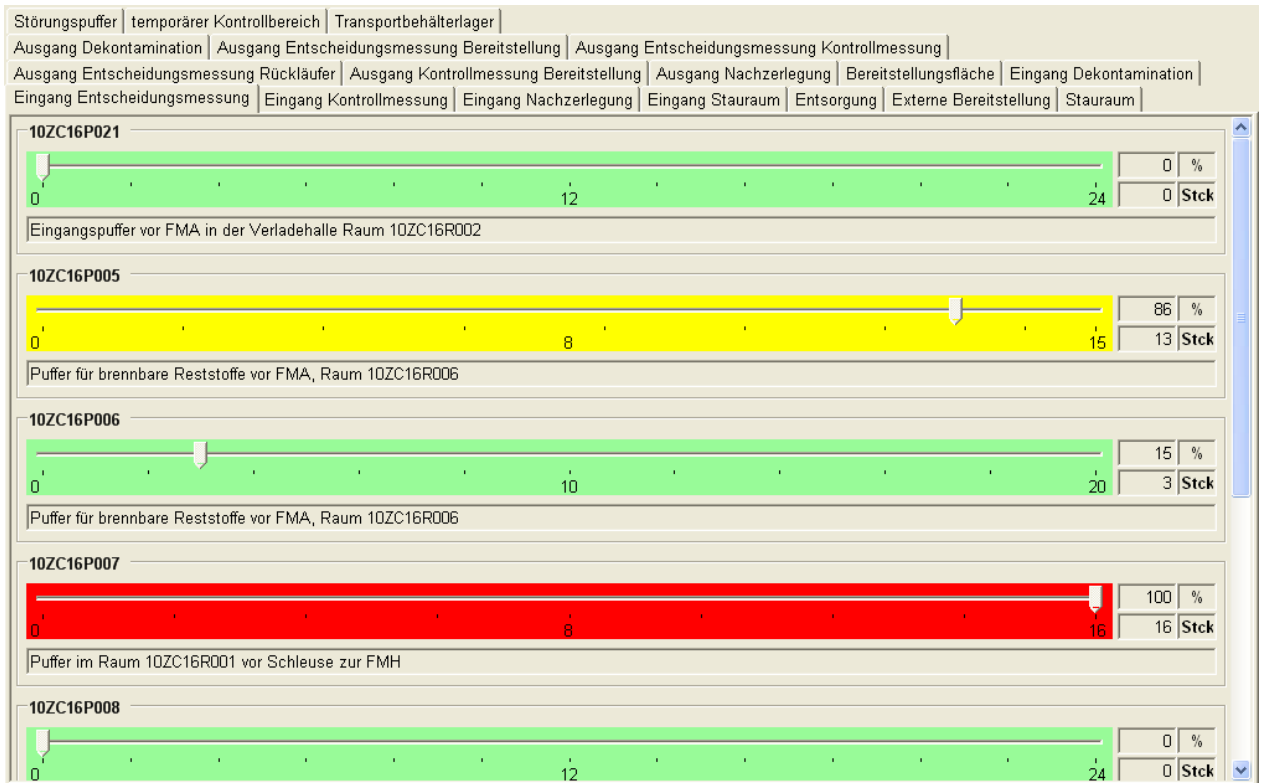 Störungspuffer temporärer Kontrollbereich Transportbehälterlager
Ausgang Dekontamination Ausgang Entscheidungsmessung Bereitstellung Ausgang Entscheidungsmessung Kontrollmessung
Ausgang Entscheidungsmessung Rückläufer Ausgang Kontrollmessung Bereitstellung Ausgang Nachzerlegung Bereitstellungsfläche Eingang Dekontamination
Eingang Entscheidungsmessung Eingang Kontrollmessung Eingang Nachzerlegung Eingang Stauraum Entsorgung Externe Bereitstellung Stauraum
10ZC16P021
0 %
0 12 24 0 Stck
Eingangspuffer vor FMA in der Verladehalle Raum 10ZC16R002
10ZC16P005
86 %
0 8 15 13 Stck
Puffer für brennbare Reststoffe vor FMA, Raum 10ZC16R006
10ZC16P006
15 %
0 10 20 3 Stck
Puffer für brennbare Reststoffe vor FMA, Raum 10ZC16R006
10ZC16P007
100 %
0 8 16 16 Stck
Puffer im Raum 10ZC16R001 vor Schleuse zur FMH
10ZC16P008
0 %
0 12 24 0 Stck